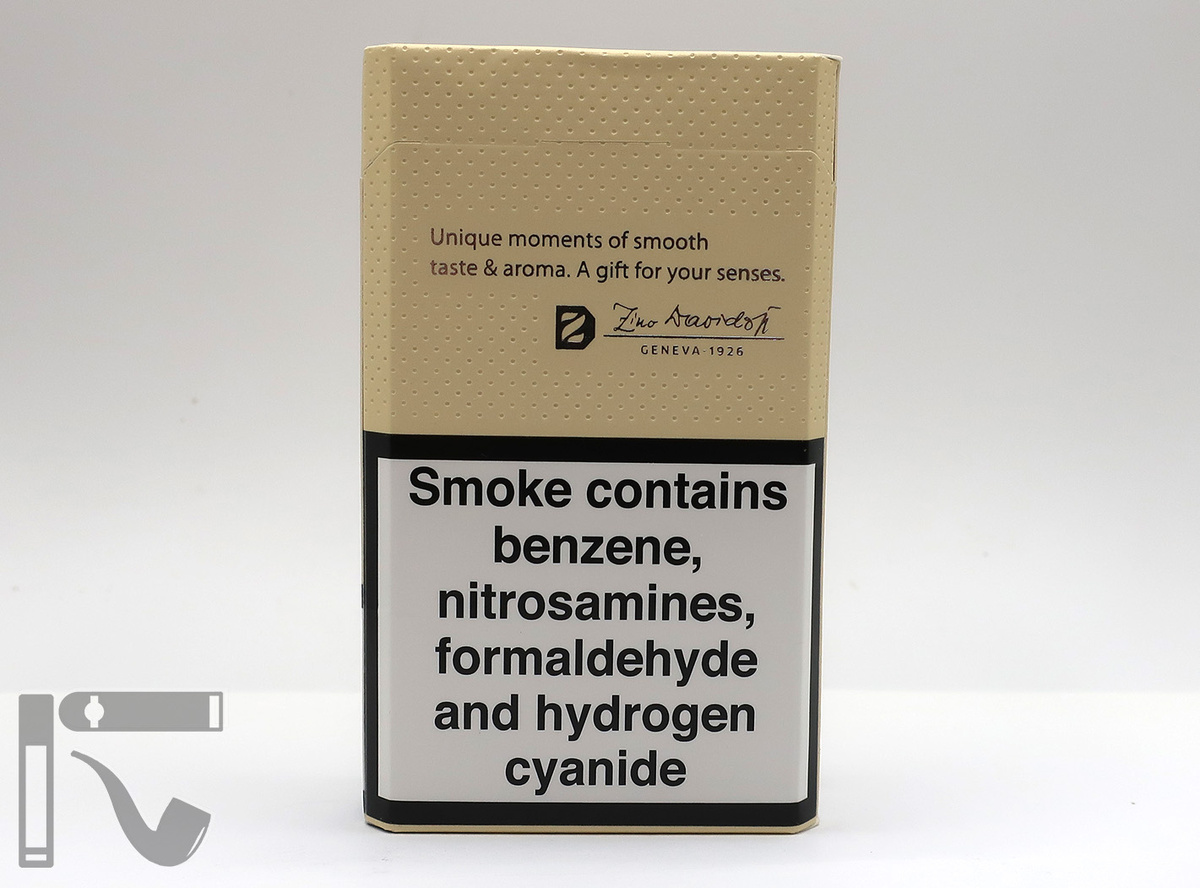 Unique moments of smooth
taste & aroma. A gift for your senses.
Zino Davidoff
GENEVA-1926
Smoke contains
benzene,
nitrosamines,
formaldehyde
and hydrogen
cyanide